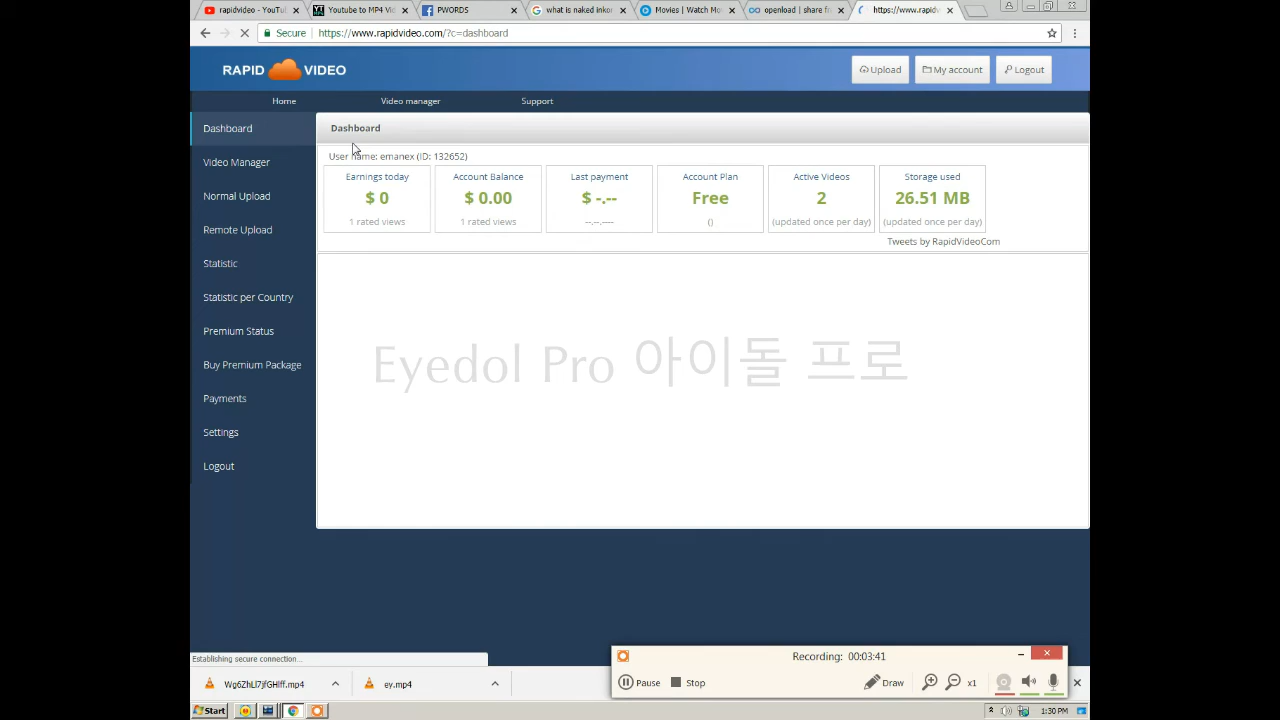 rapidvideo - YouTu
Youtube to MP4 Vi
PWORDS
what is naked inko
Movies | Watch Mo
openload | share fr
https://www.rapidv
Secure https://www.rapidvideo.com/?c=dashboard
RAPID VIDEO
Upload
My account
Logout
Home
Video manager
Support
Dashboard
Video Manager
Normal Upload
Remote Upload
Statistic
Statistic per Country
Premium Status
Buy Premium Package
Payments
Settings
Logout
Dashboard
User name: emanex (ID: 132652)
Earnings today
$ 0
1 rated views
Account Balance
$ 0.00
1 rated views
Last payment
$ -.--
--.--.----
Account Plan
Free
()
Active Videos
2
(updated once per day)
Storage used
26.51 MB
(updated once per day)
Tweets by RapidVideoCom
Eyedol Pro 아이돌 프로
Establishing secure connection...
Recording: 00:03:41
Pause
Stop
Draw
x1
ey.mp4
Start
1:30 PM